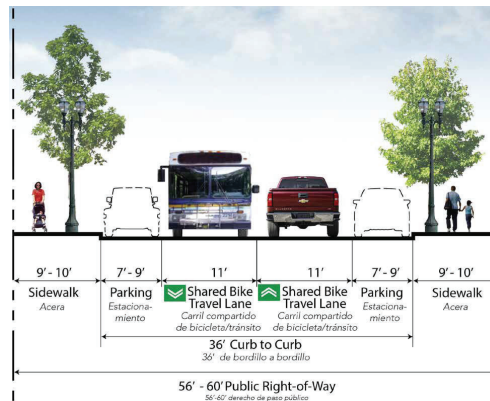 9' - 10'
7' - 9'
11'
11'
7' - 9'
9' - 10'
Sidewalk
Acera
Parking
Estaciona-
miento
Shared Bike
Travel Lane
Carril compartido
de bicicleta/tránsito
Shared Bike
Travel Lane
Carril compartido
de bicicleta/tránsito
Parking
Estaciona-
miento
Sidewalk
Acera
36' Curb to Curb
36' de bordillo a bordillo
56' - 60' Public Right-of-Way
56'-60' derecho de paso público